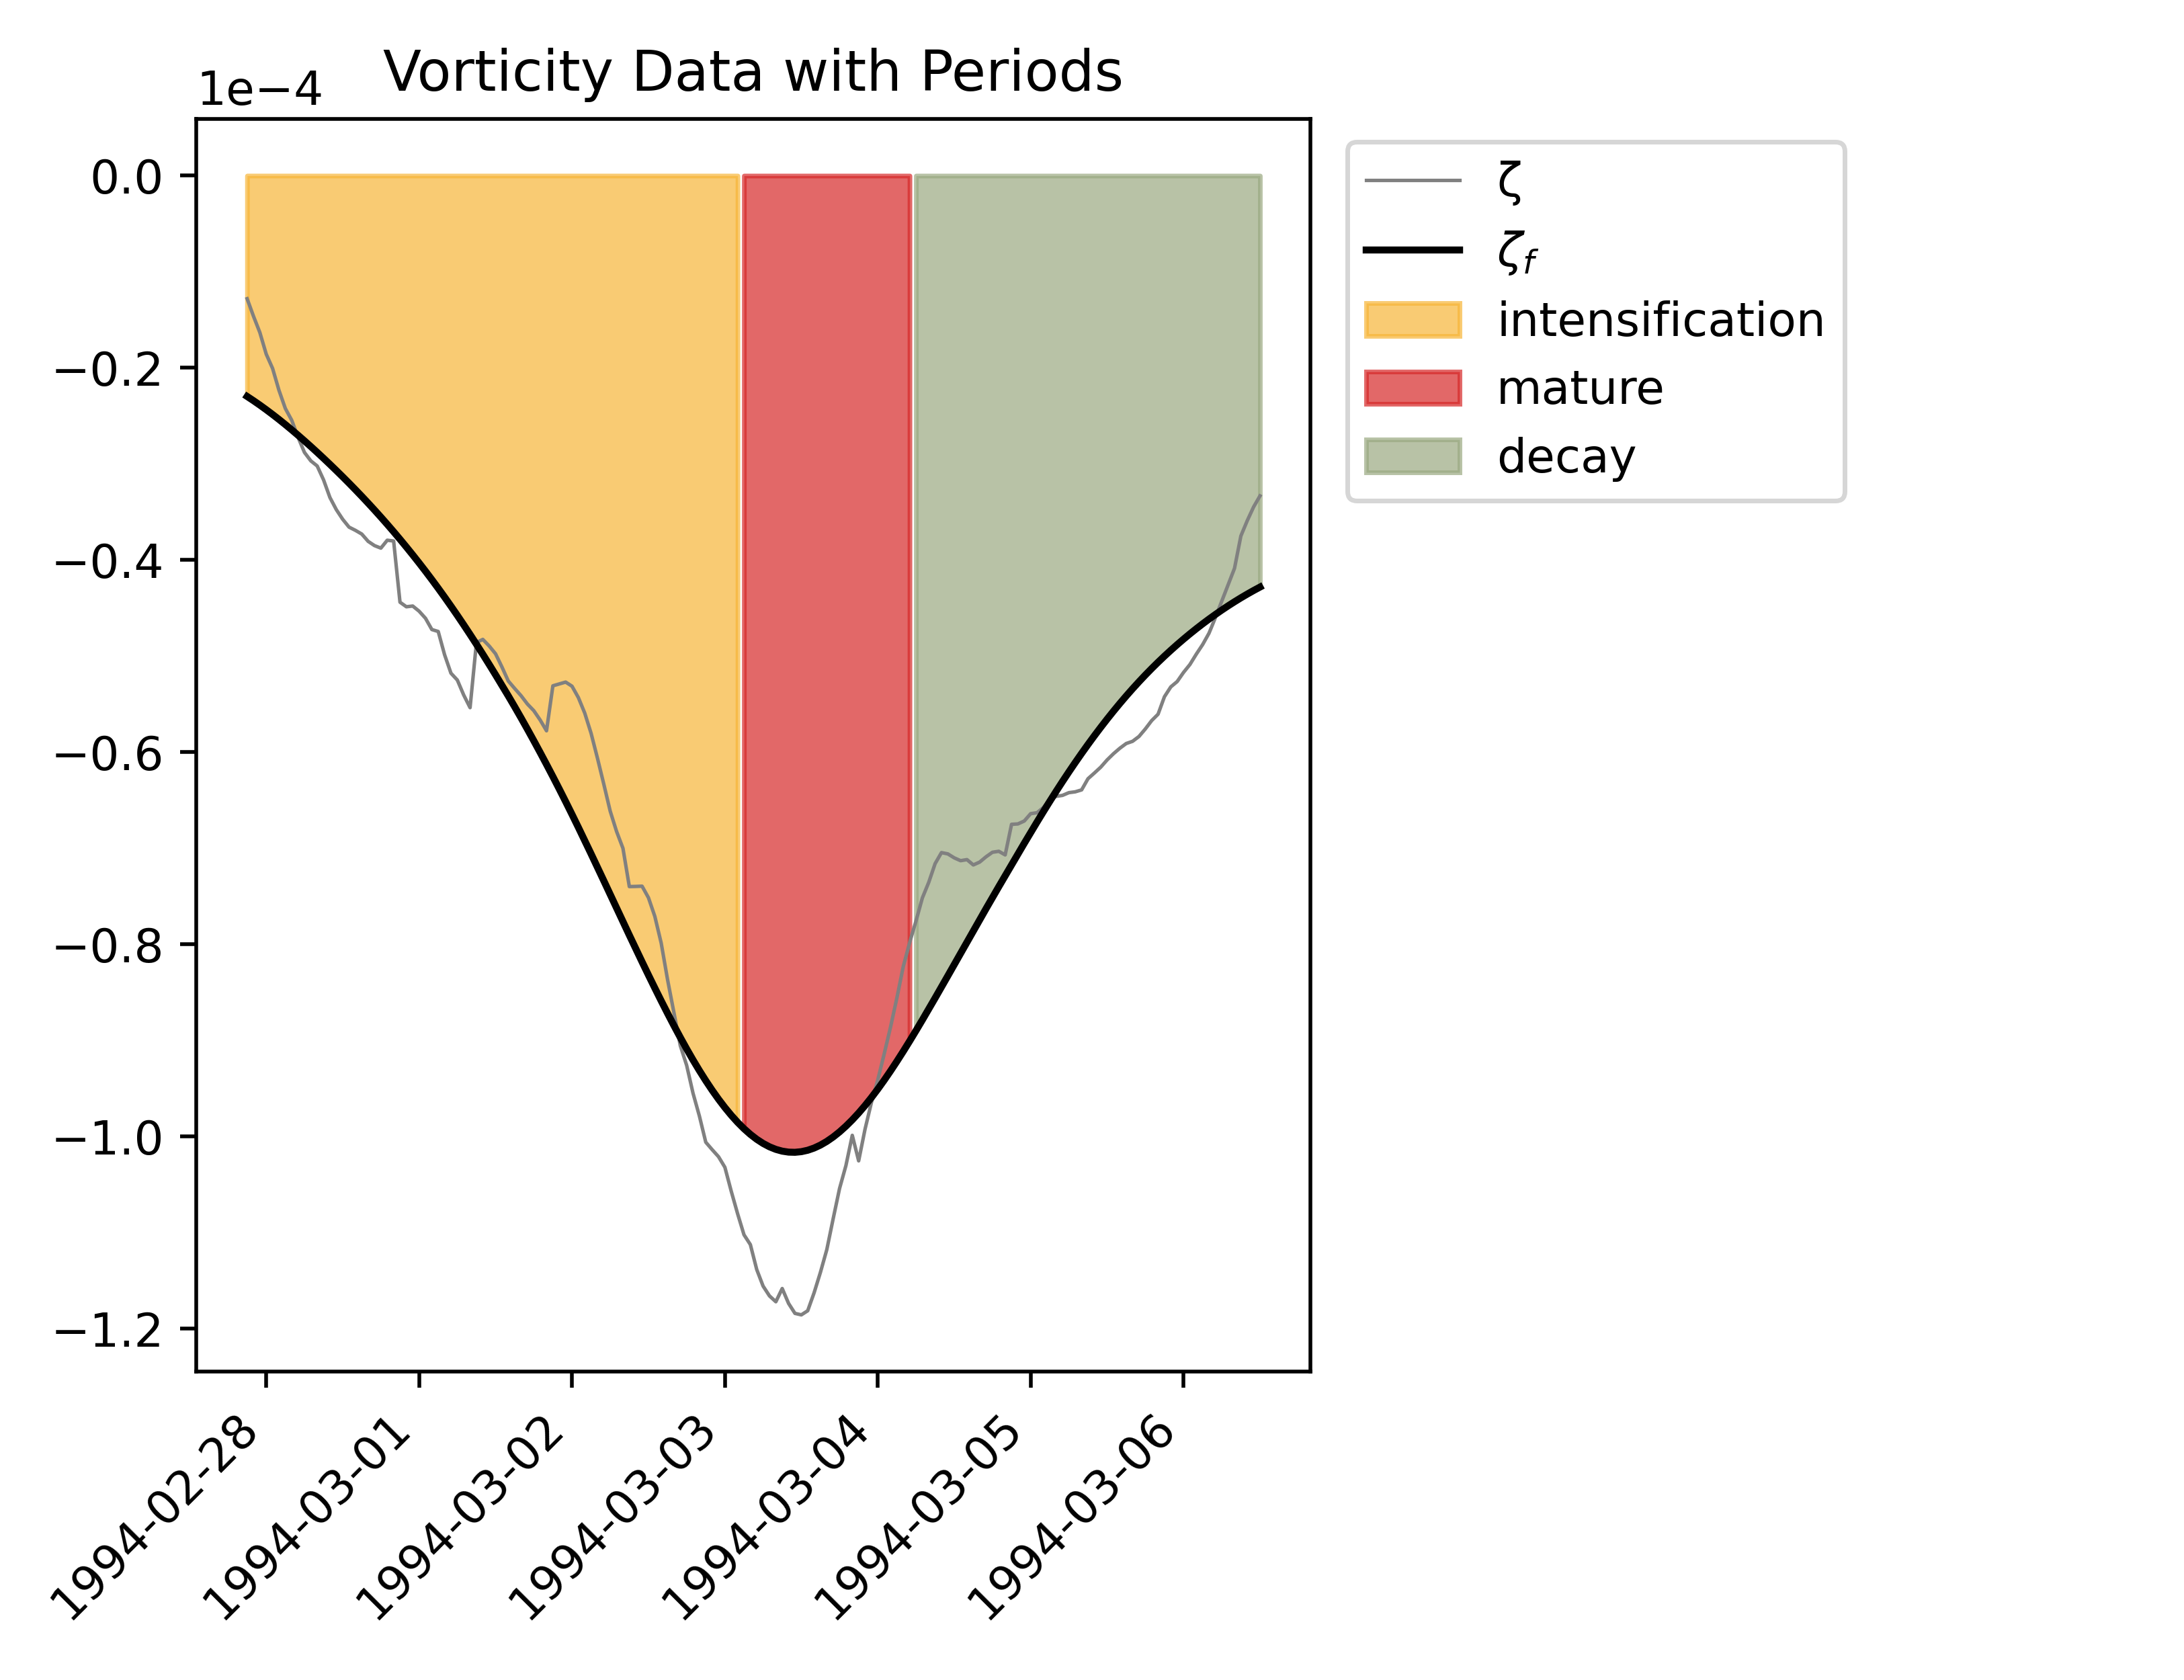 Vorticity Data with Periods
1e−4
0.0
−0.2
−0.4
−0.6
−0.8
−1.0
−1.2
1994-02-28
1994-03-01
1994-03-02
1994-03-03
1994-03-04
1994-03-05
1994-03-06
ζ
ζf
intensification
mature
decay